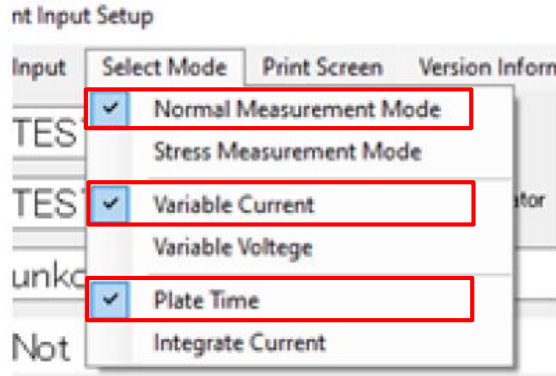 nt Input Setup
Input Select Mode Print Screen Version Inform
Normal Measurement Mode
TEST
Stress Measurement Mode
TES
Variable Current
ator
Variable Voltege
unkc
Plate Time
Not
Integrate Current